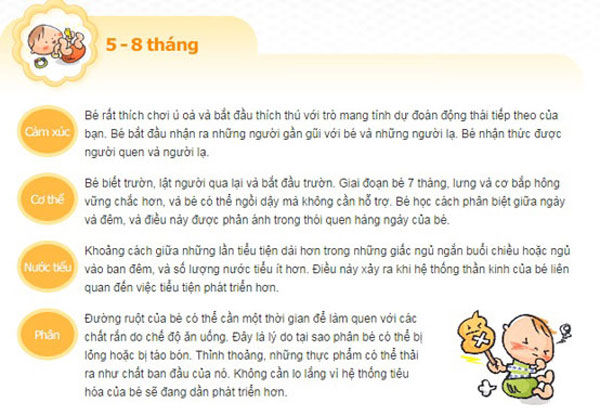 5 - 8 tháng
Cảm xúc
Bé rất thích chơi ú oà và bắt đầu thích thú với trò mang tính dự đoán động thái tiếp theo của
bạn. Bé bắt đầu nhận ra những người gần gũi với bé và những người lạ. Bé nhận thức được
người quen và người lạ.
Cơ thể
Bé biết trườn, lật người qua lại và bắt đầu trườn. Giai đoạn bé 7 tháng, lưng và cơ bắp hông
vững chắc hơn, và bé có thể ngồi dậy mà không cần hỗ trợ. Bé học cách phân biệt giữa ngày
và đêm, và điều này được phản ánh trong thói quen hàng ngày của bé.
Nước tiểu
Khoảng cách giữa những lần tiểu tiện dài hơn trong những giấc ngủ ngắn buổi chiều hoặc ngủ
vào ban đêm, và số lượng nước tiểu ít hơn. Điều này xảy ra khi hệ thống thần kinh của bé liên
quan đến việc tiểu tiện phát triển hơn.
Phân
Đường ruột của bé có thể cần một thời gian để làm quen với các
chất rắn do chế độ ăn uống. Đây là lý do tại sao phân bé có thể bị
lỏng hoặc bị táo bón. Thỉnh thoảng, những thực phẩm có thể thải
ra như chất ban đầu của nó. Không cần lo lắng vì hệ thống tiêu
hóa của bé sẽ đang dần phát triển hơn.